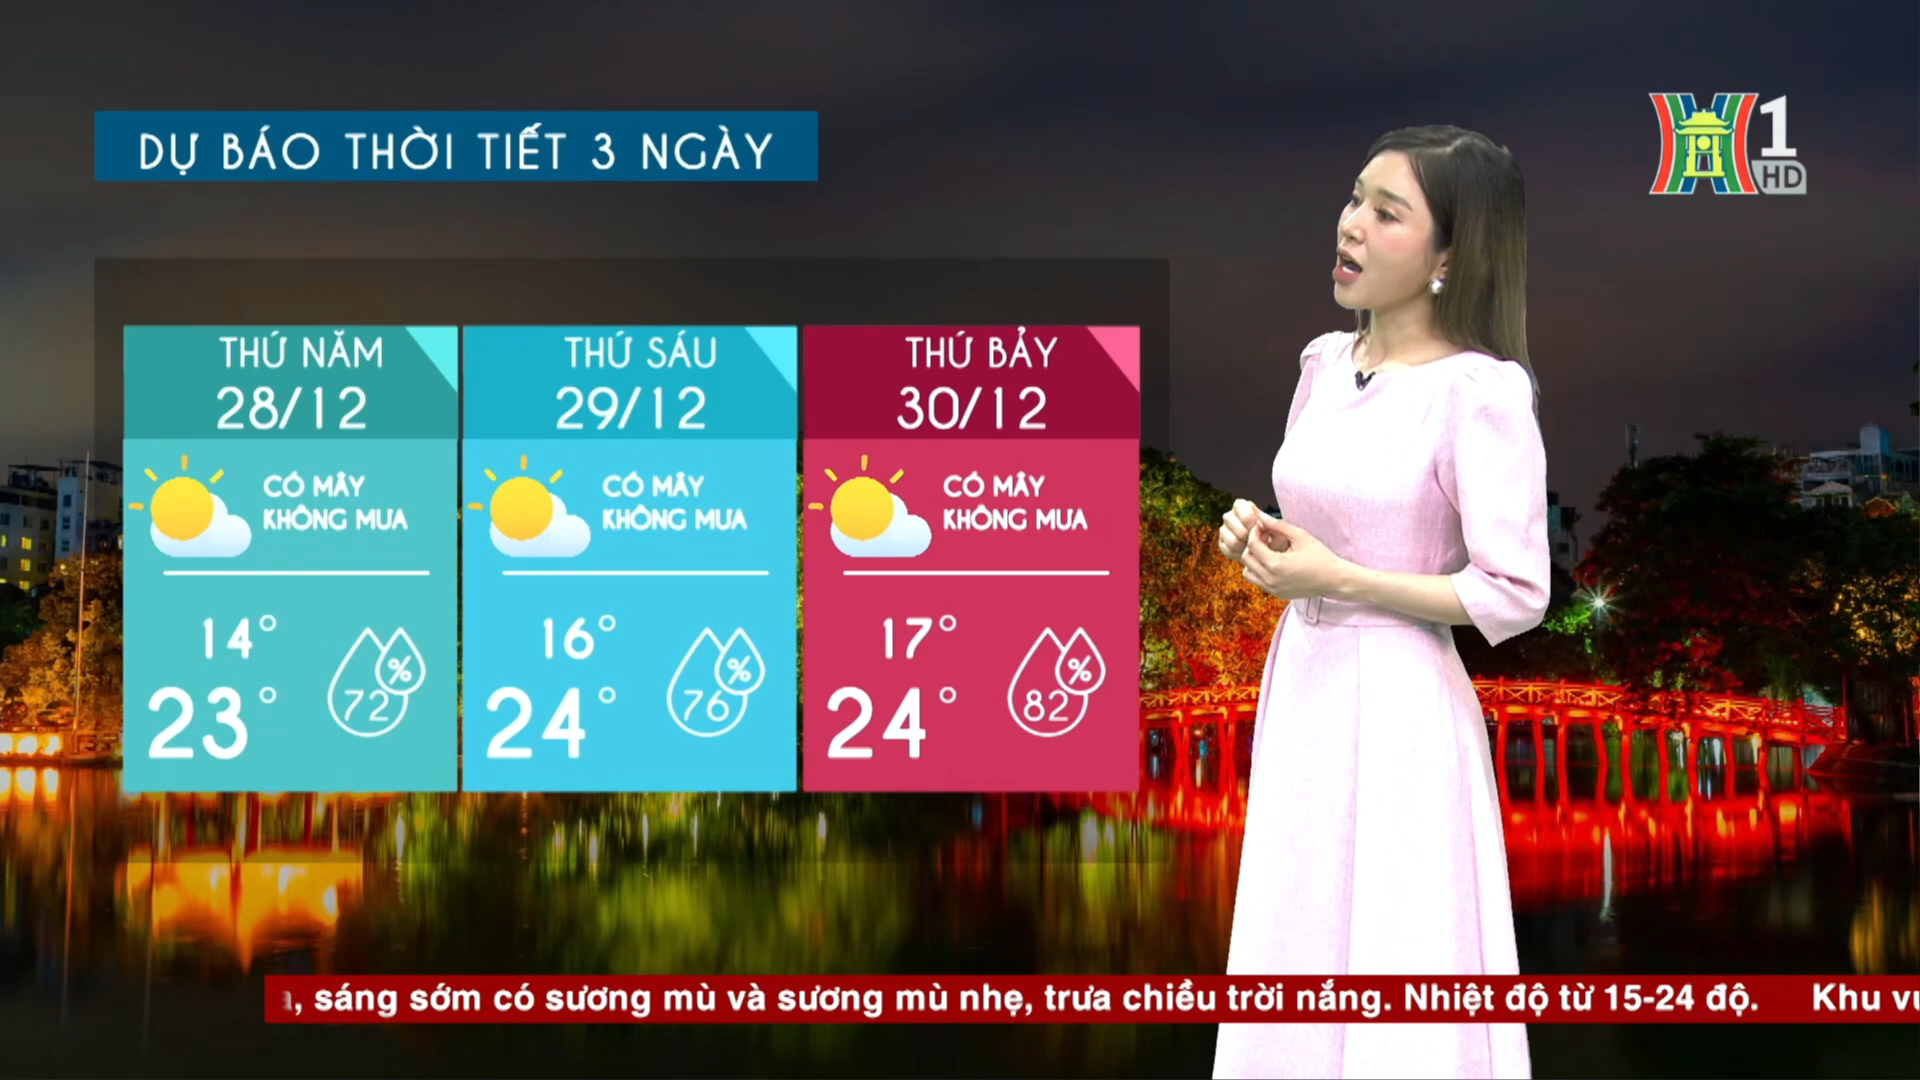 DỰ BÁO THỜI TIẾT 3 NGÀY
1
HD
THỨ NĂM
28/12
CÓ MÂY
KHÔNG MƯA
14°
23°
%
72
THỨ SÁU
29/12
CÓ MÂY
KHÔNG MƯA
16°
24°
%
76
THỨ BẢY
30/12
CÓ MÂY
KHÔNG MƯA
17°
24°
%
82
, sáng sớm có sương mù và sương mù nhẹ, trưa chiều trời nắng. Nhiệt độ từ 15-24 độ. Khu